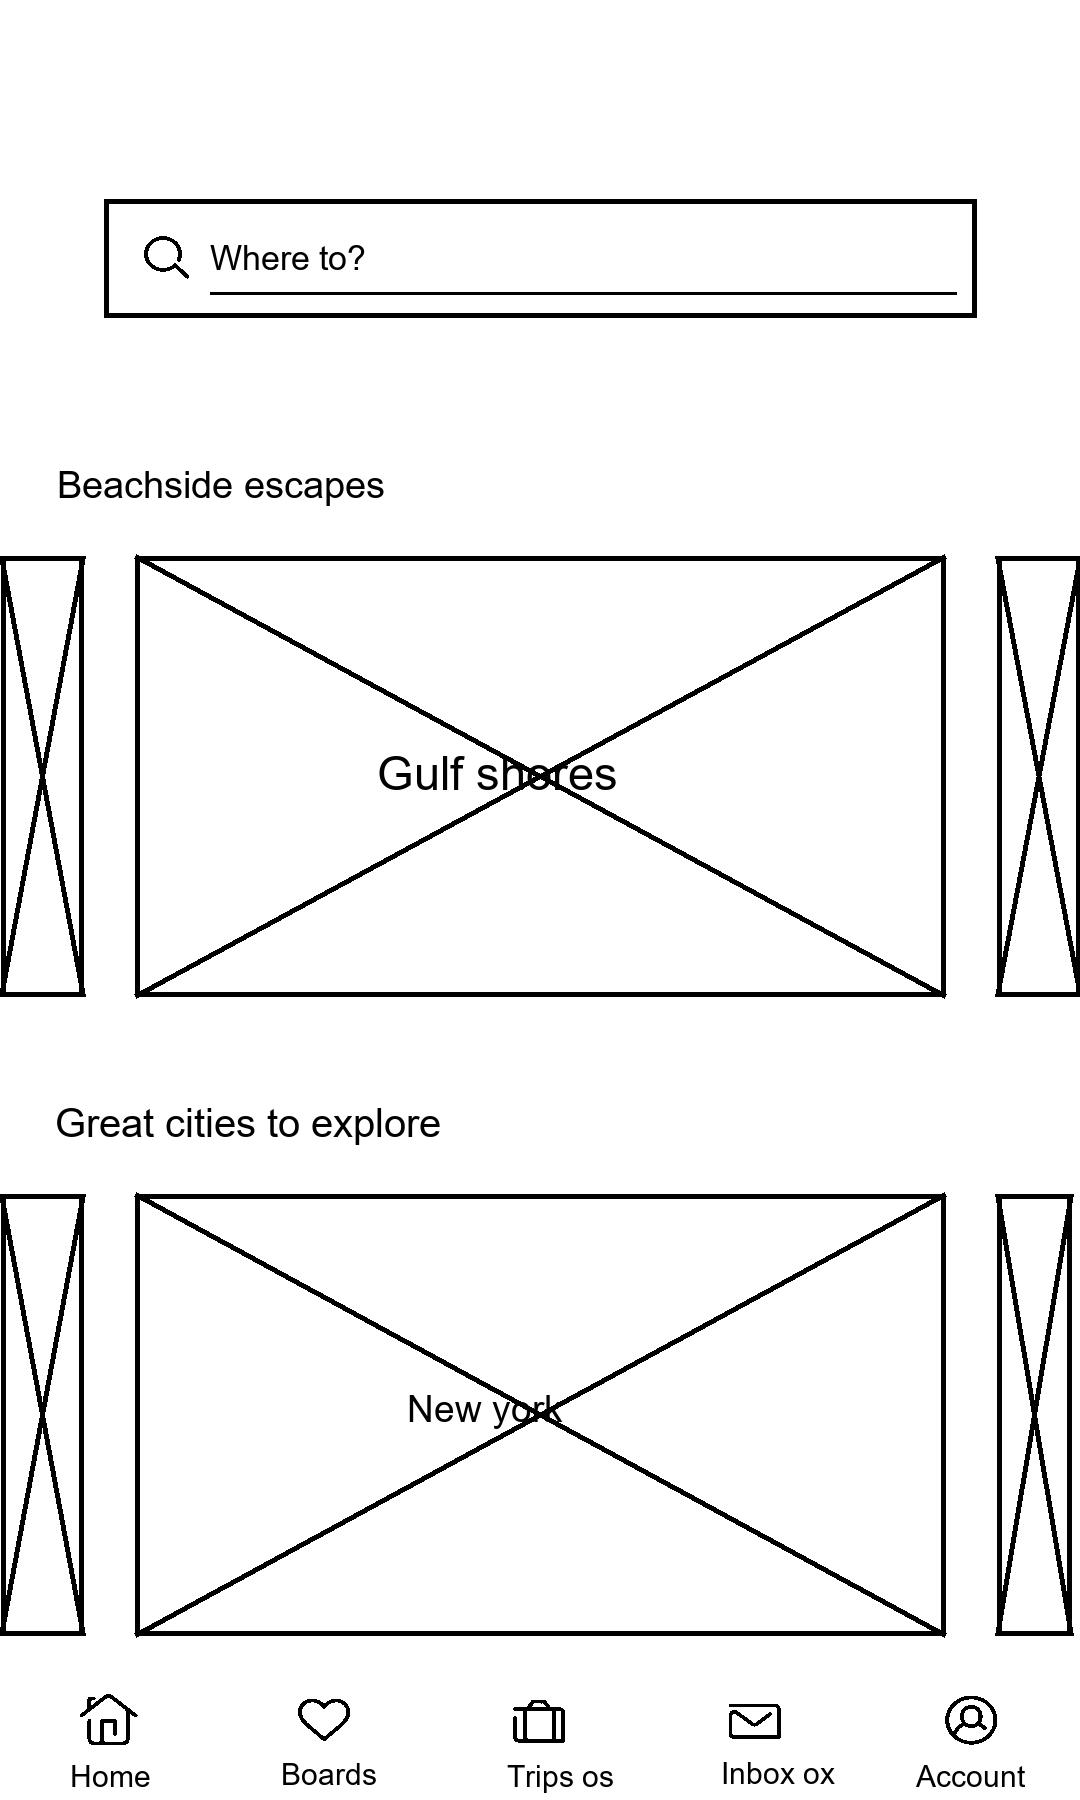 Where to?
Beachside escapes
Gulf shores
Great cities to explore
New york
Home
Boards
Trips os
Inbox ox
Account